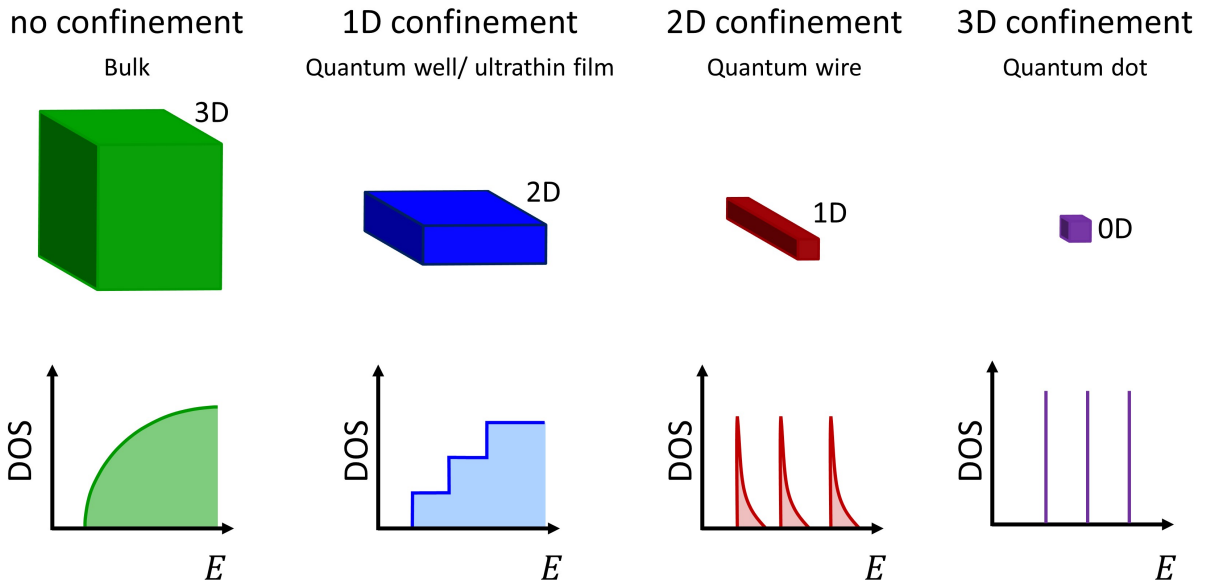 no confinement
Bulk
3D
DOS
E
1D confinement
Quantum well/ ultrathin film
2D
DOS
E
2D confinement
Quantum wire
1D
DOS
E
3D confinement
Quantum dot
0D
DOS
E